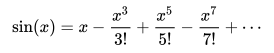 sin(x) = x − x³/3! + x⁵/5! − x⁷/7! + ⋯